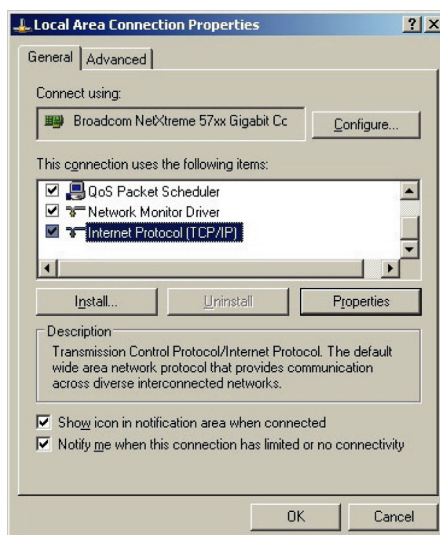 Local Area Connection Properties
General
Advanced
Connect using:
Broadcom NetXtreme 57xx Gigabit Cc
Configure...
This connection uses the following items:
QoS Packet Scheduler
Network Monitor Driver
Internet Protocol (TCP/IP)
Install...
Uninstall
Properties
Description
Transmission Control Protocol/Internet Protocol. The default
wide area network protocol that provides communication
across diverse interconnected networks.
Show icon in notification area when connected
Notify me when this connection has limited or no connectivity
OK
Cancel